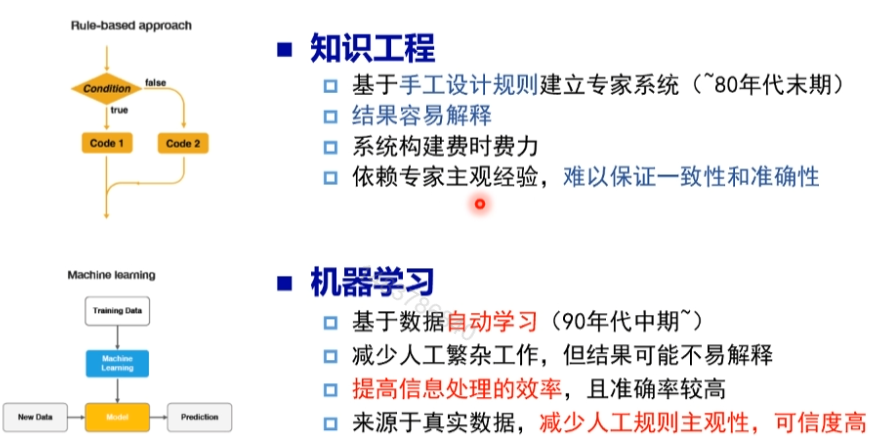 Rule-based approach
Condition
false
true
Code 1
Code 2
知识工程
基于手工设计规则建立专家系统（~80年代末期）
结果容易解释
系统构建费时费力
依赖专家主观经验，难以保证一致性和准确性
Machine learning
Training Data
Machine
Learning
New Data
Model
Prediction
机器学习
基于数据自动学习（90年代中期~）
减少人工繁杂工作，但结果可能不易解释
提高信息处理的效率，且准确率较高
来源于真实数据，减少人工规则主观性，可信度高